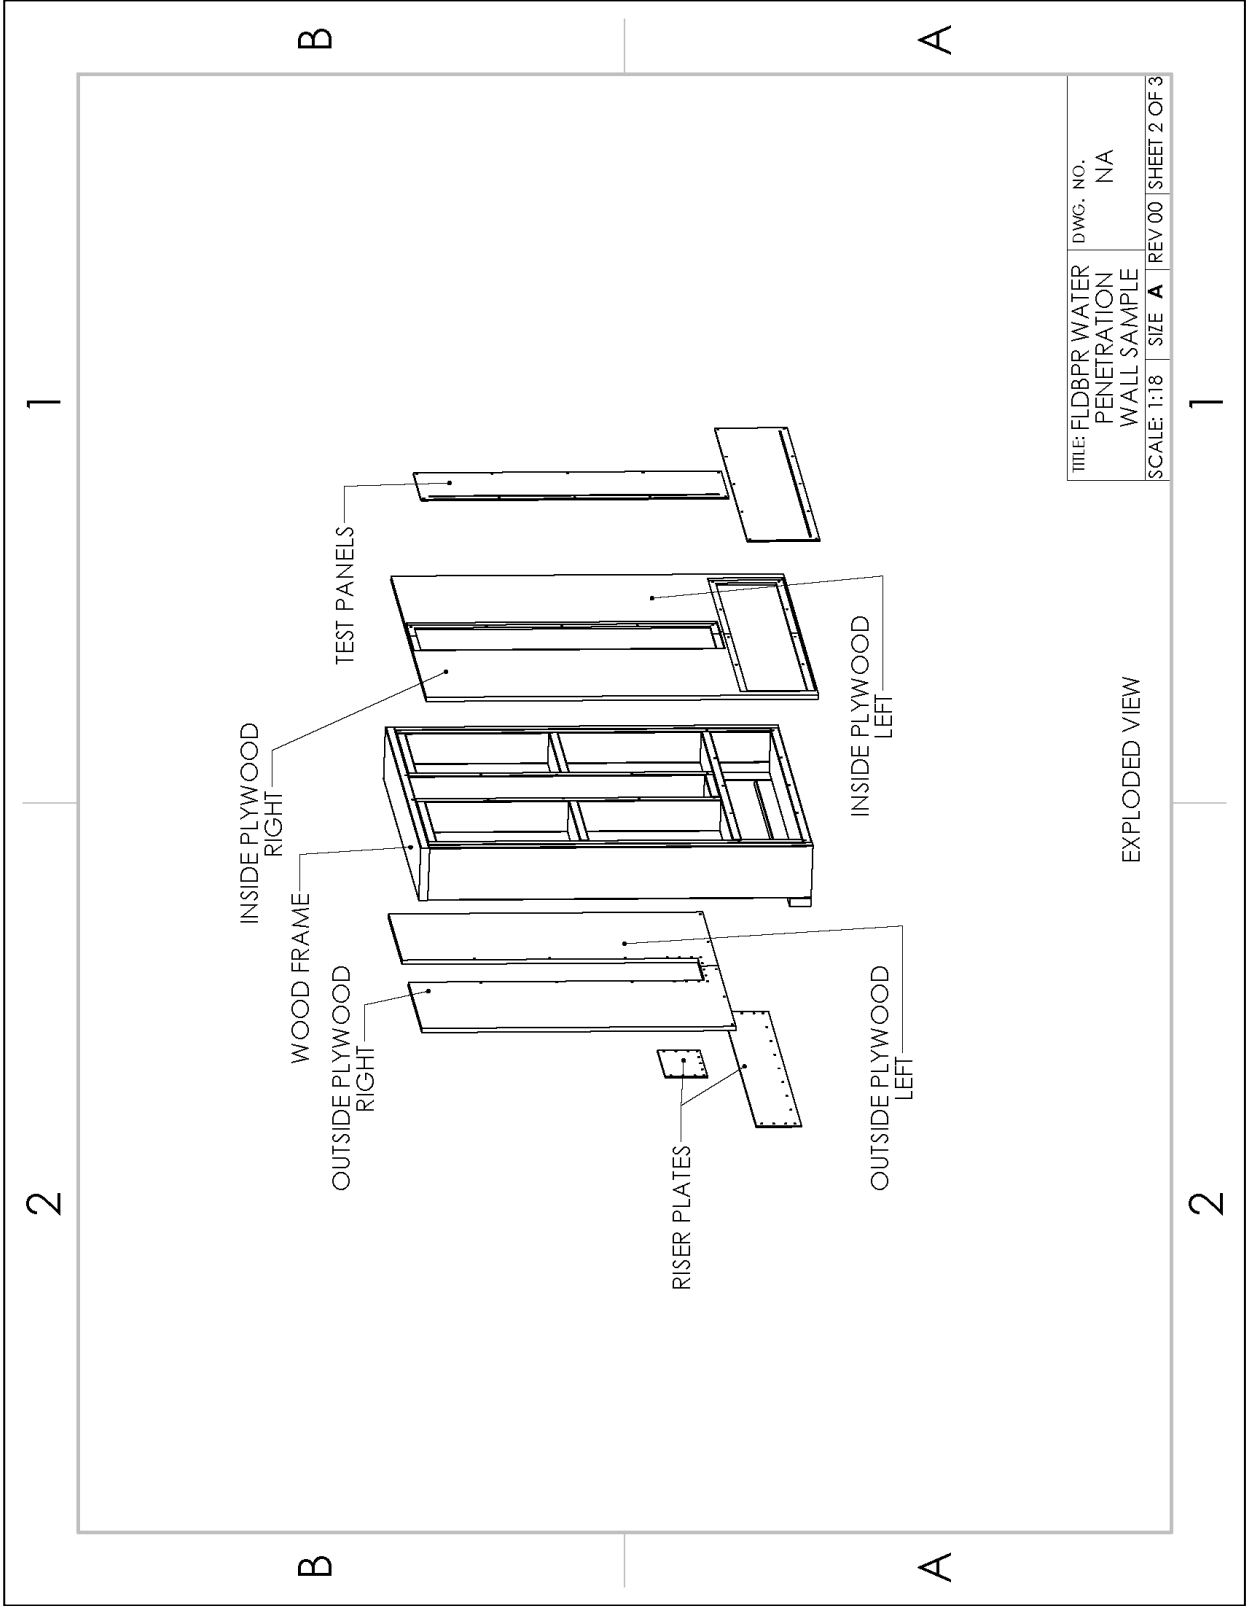 2
1
B
B
INSIDE PLYWOOD
RIGHT
WOOD FRAME
TEST PANELS
OUTSIDE PLYWOOD
RIGHT
RISER PLATES
OUTSIDE PLYWOOD
LEFT
INSIDE PLYWOOD
LEFT
A
A
EXPLODED VIEW
TITLE: FLDBPR WATER
PENETRATION
WALL SAMPLE
DWG. NO.
NA
SCALE: 1:18 SIZE A REV 00 SHEET 2 OF 3
2
1